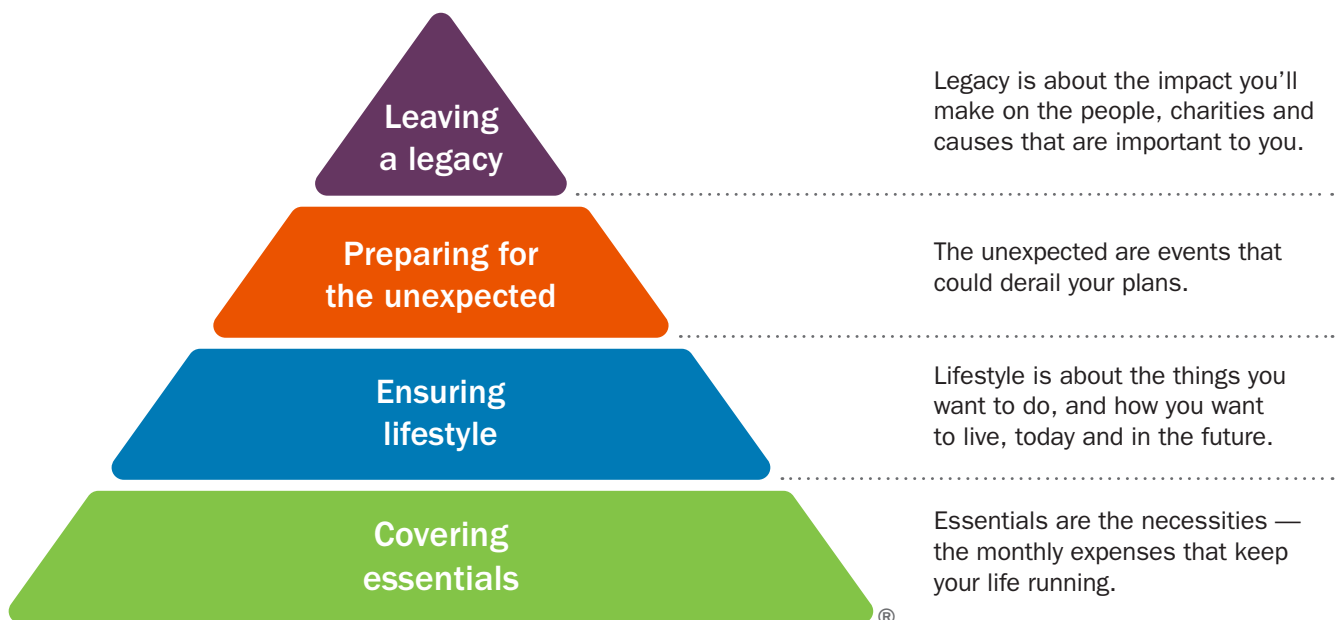 Leaving
a legacy
Legacy is about the impact you’ll
make on the people, charities and
causes that are important to you.
Preparing for
the unexpected
The unexpected are events that
could derail your plans.
Ensuring
lifestyle
Lifestyle is about the things you
want to do, and how you want
to live, today and in the future.
Covering
essentials
Essentials are the necessities —
the monthly expenses that keep
your life running.
®